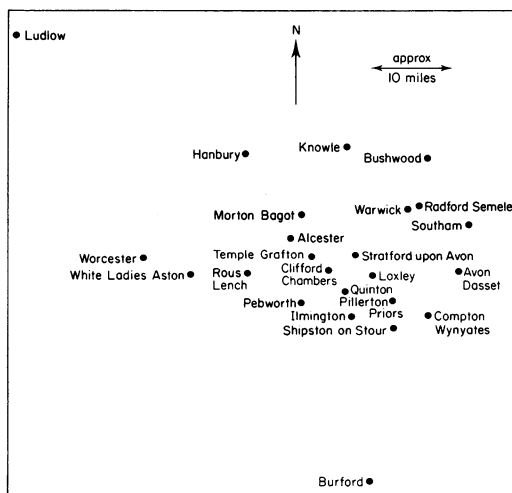 Ludlow
N
approx
10 miles
Hanbury
Knowle
Bushwood
Morton Bagot
Warwick
Radford Semele
Southam
Alcester
Worcester
Temple Grafton
Stratford upon Avon
White Ladies Aston
Rous
Lench
Clifford
Chambers
Loxley
Avon
Dasset
Quinton
Pebworth
Pillerton
Priors
Ilmington
Compton
Wynyates
Shipston on Stour
Burford